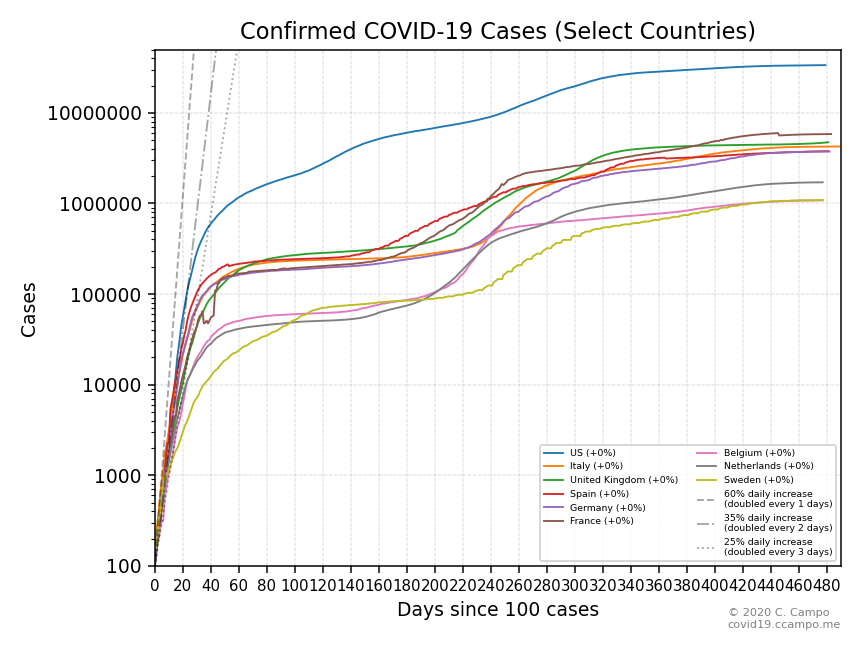 Confirmed COVID-19 Cases (Select Countries)
10000000
1000000
100000
10000
1000
100
Cases
0 20 40 60 80 100 120 140 160 180 200 220 240 260 280 300 320 340 360 380 400 420 440 460 480
Days since 100 cases
US (+0%)
Italy (+0%)
United Kingdom (+0%)
Spain (+0%)
Germany (+0%)
France (+0%)
Belgium (+0%)
Netherlands (+0%)
Sweden (+0%)
60% daily increase
(doubled every 1 days)
35% daily increase
(doubled every 2 days)
25% daily increase
(doubled every 3 days)
© 2020 C. Campo
covid19.ccampo.me